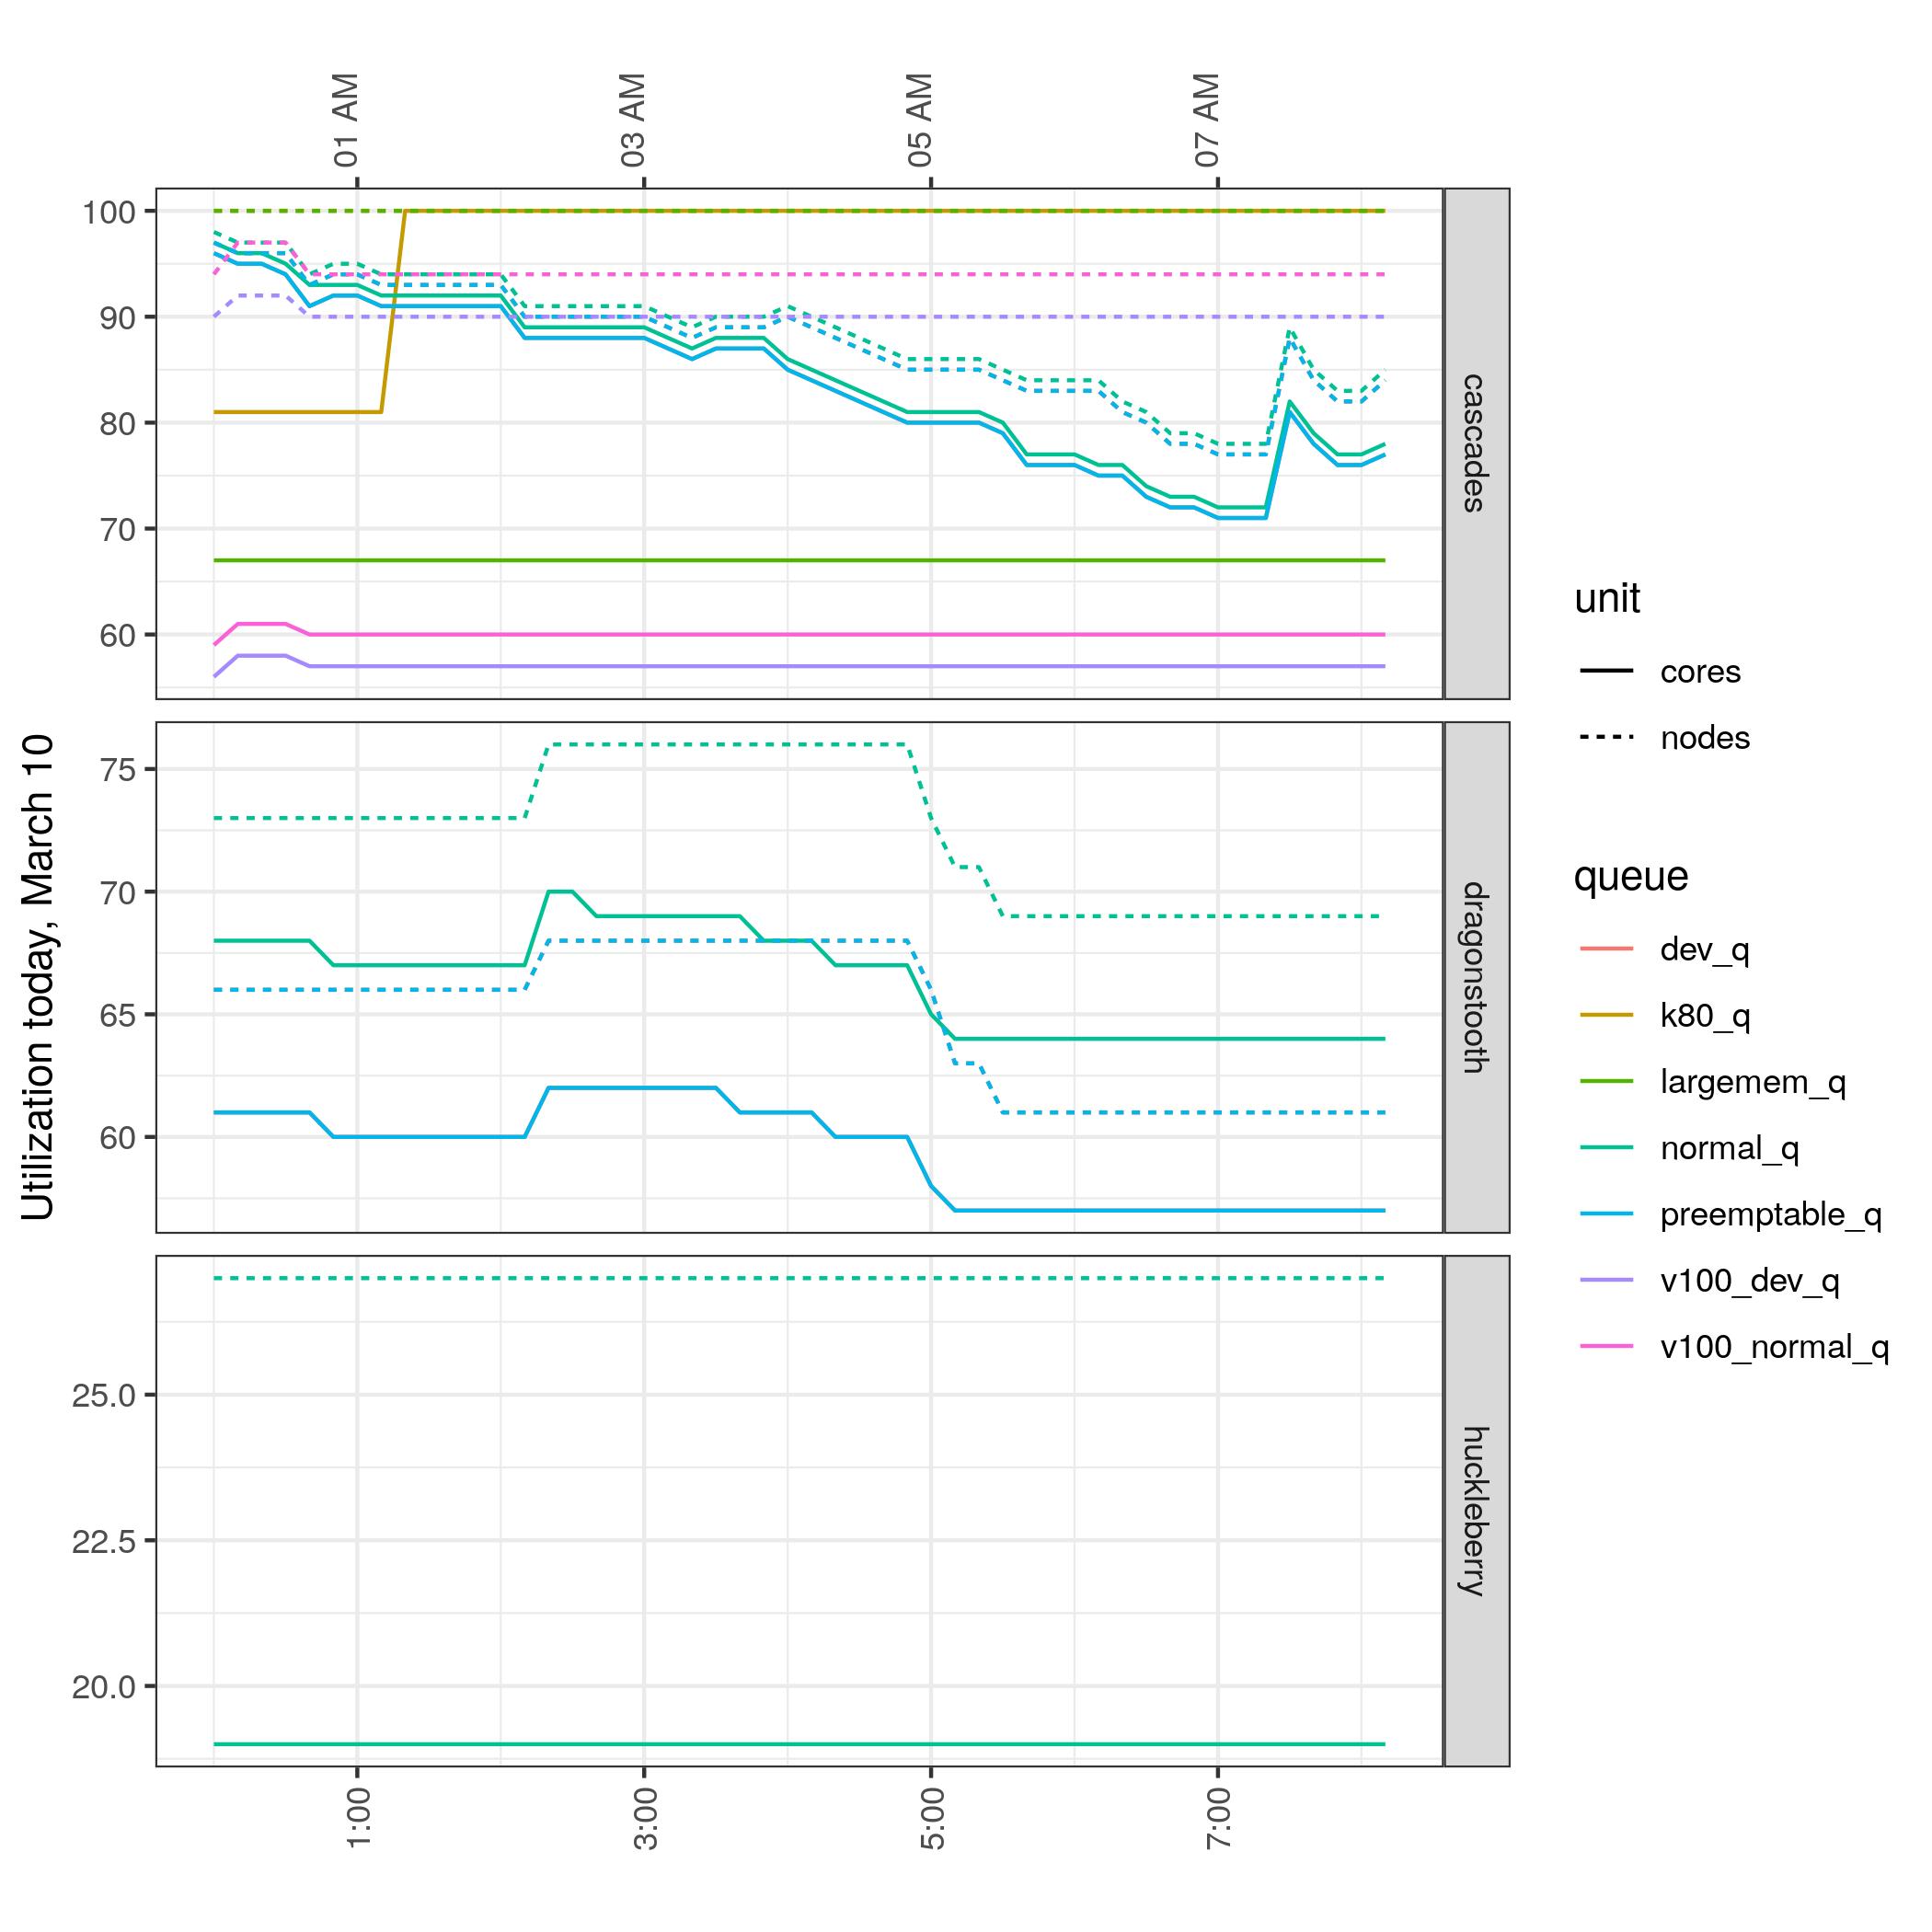 01 AM
03 AM
05 AM
07 AM
100
90
80
70
60
cascades
Utilization today, March 10
75
70
65
60
dragonstooth
25.0
22.5
20.0
huckleberry
1:00
3:00
5:00
7:00
unit
cores
nodes
queue
dev_q
k80_q
largemem_q
normal_q
preemptable_q
v100_dev_q
v100_normal_q